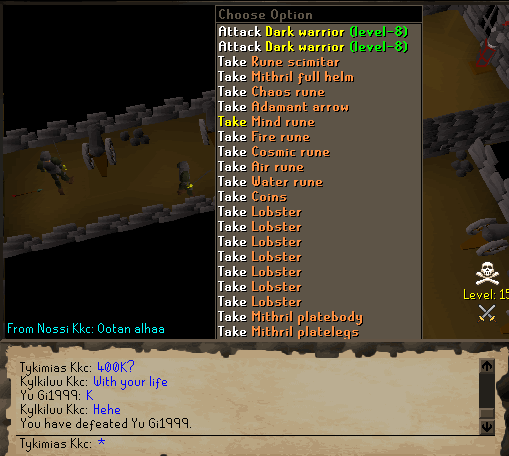 Choose Option
Attack Dark warrior (level-8)
Attack Dark warrior (level-8)
Take Rune scimitar
Take Mithril full helm
Take Chaos rune
Take Adamant arrow
Take Mind rune
Take Fire rune
Take Cosmic rune
Take Air rune
Take Water rune
Take Coins
Take Lobster
Take Lobster
Take Lobster
Take Lobster
Take Lobster
Take Lobster
Take Lobster
Take Mithril platebody
Take Mithril platelegs
Level: 15
From Nossi Kkc: Ootan alhaa
Tykimias Kkc: 400K?
Kylkiluu Kkc: With your life
Yu Gi1999: K
Kylkiluu Kkc: Hehe
You have defeated Yu Gi1999.
Tykimias Kkc: *